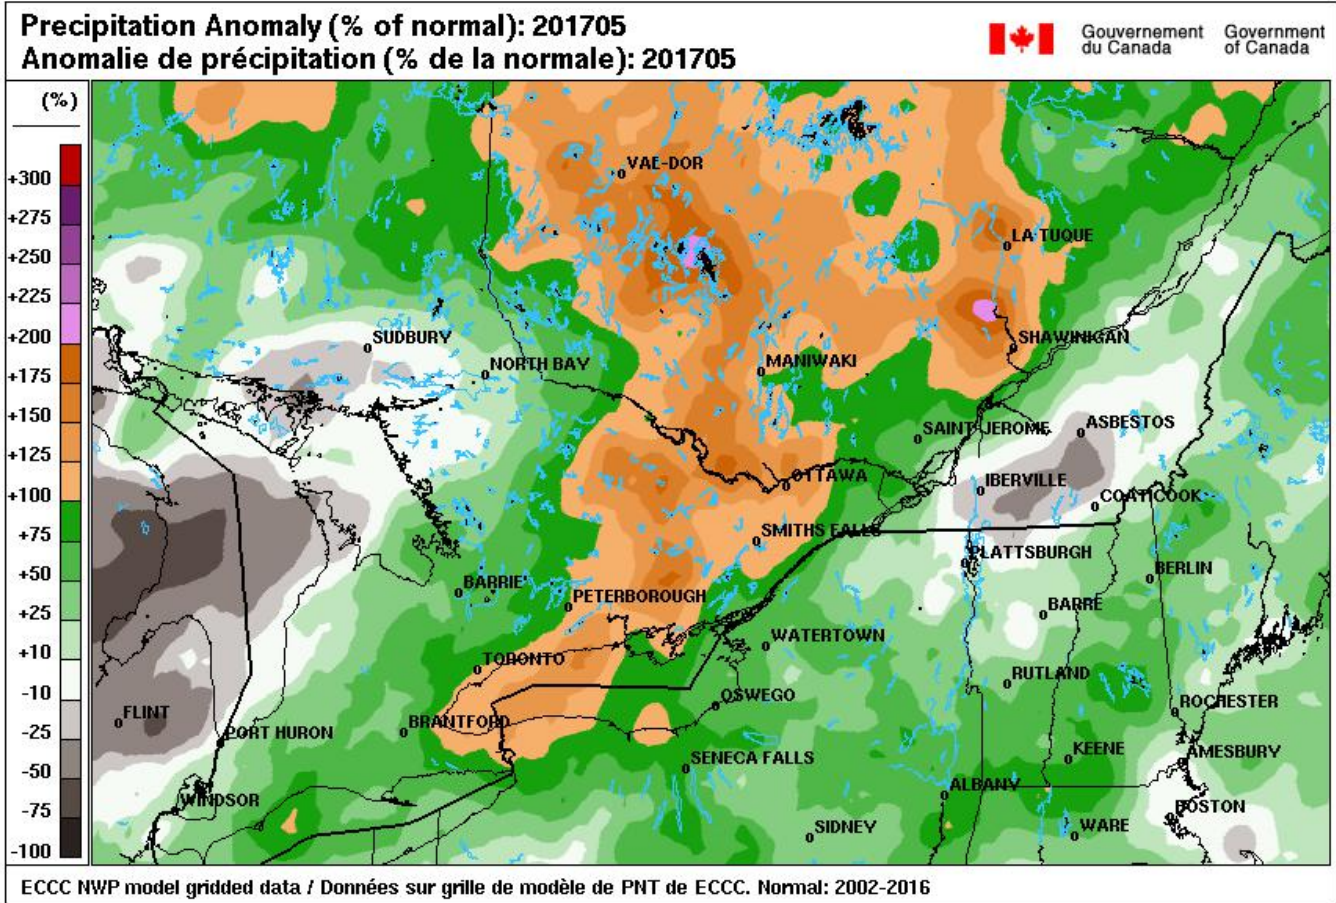 Precipitation Anomaly (% of normal): 201705
Anomalie de précipitation (% de la normale): 201705
Gouvernement du Canada
Government of Canada
(%)
+300
+275
+250
+225
+200
+175
+150
+125
+100
+75
+50
+25
+10
-10
-25
-50
-75
-100
VAE-DOR
LA TUQUE
SUDBURY
SHAWINIGAN
NORTH BAY
MANIWAKI
ASBESTOS
SAINT-JEROME
OTTAWA
IBERVILLE
COATICOOK
SMITHS FALLS
PLATTSBURGH
BERLIN
BARRIE'
PETERBOROUGH
BARRE
WATERTOWN
TORONTO
RUTLAND
OSWEGO
ROCHESTER
FLINT
BRANTFORD
PORT HURON
KEENE
AMESBURY
SENECA FALLS
ALBANY
WINDSOR
BOSTON
SIDNEY
WARE
ECCC NWP model gridded data / Données sur grille de modèle de PNT de ECCC. Normal: 2002-2016